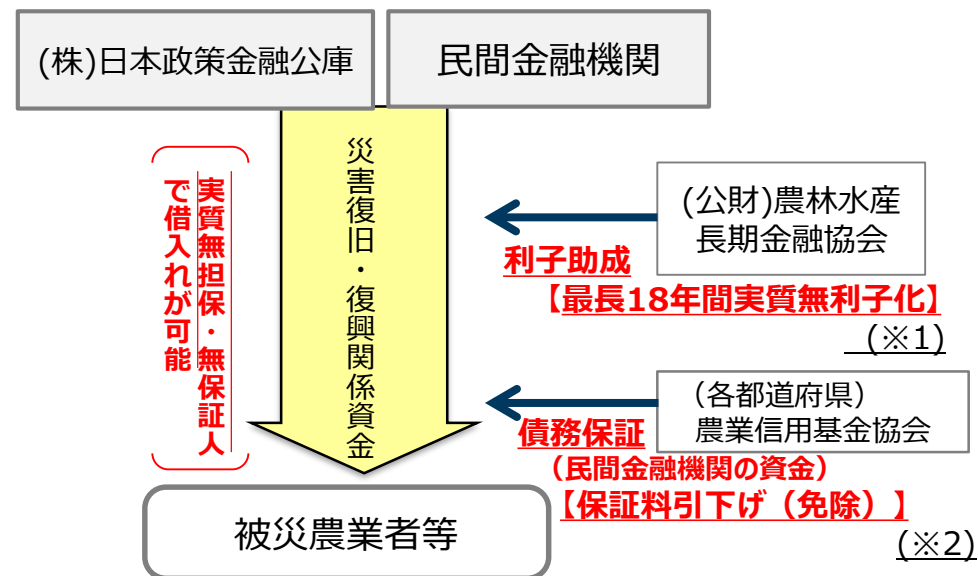 (株)日本政策金融公庫
民間金融機関
災害復旧・復興関係資金
実質無担保・無保証人
で借入れが可能
(公財)農林水産
長期金融協会
利子助成
【最長18年間実質無利子化】
(※1)
(各都道府県)
農業信用基金協会
債務保証
(民間金融機関の資金)
【保証料引下げ(免除)】
(※2)
被災農業者等